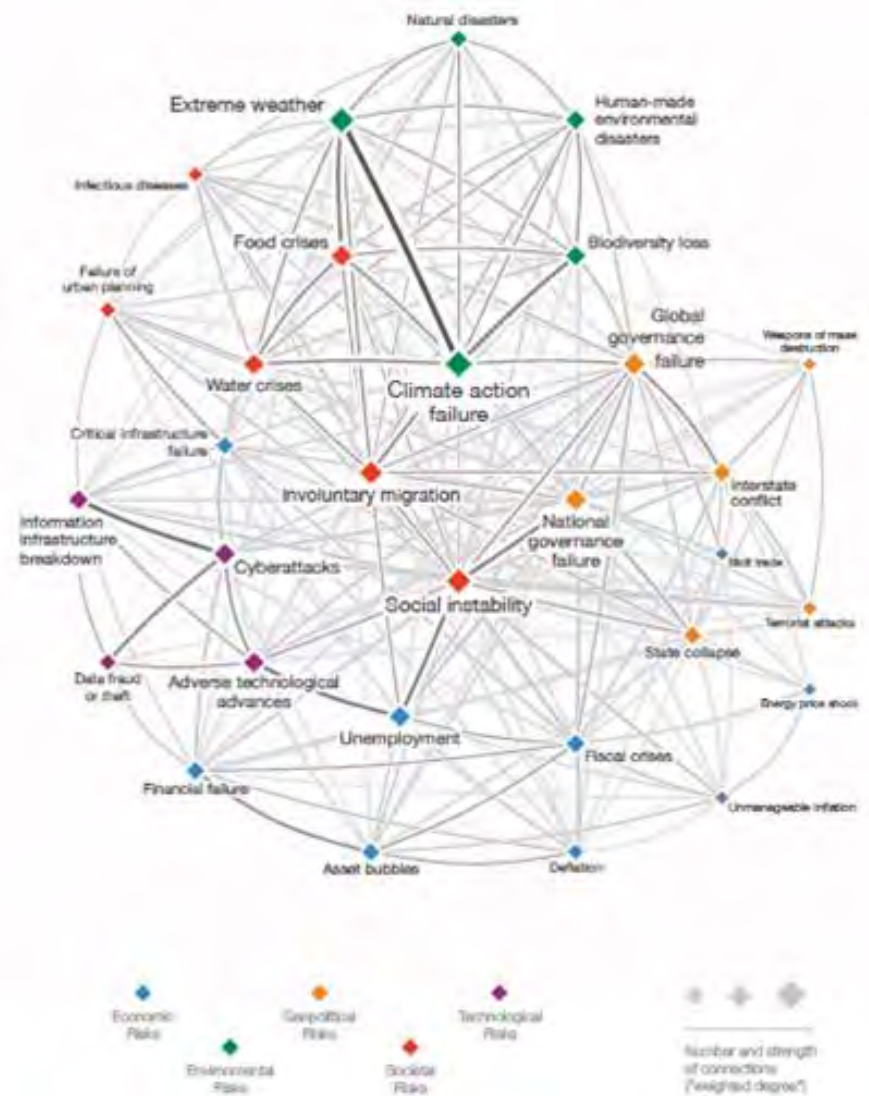 Natural disasters
Extreme weather
Human-made
environmental
disasters
Infectious diseases
Food crises
Biodiversity loss
Failure of
urban planning
Global
governance
failure
Weapons of mass
destruction
Water crises
Climate action
failure
Critical infrastructure
failure
Involuntary migration
Interstate
conflict
Information
infrastructure
breakdown
National
governance
failure
Cyberattacks
Illicit trade
Social instability
Terrorist attacks
State collapse
Data fraud
or theft
Adverse technological
advances
Energy price shock
Unemployment
Fiscal crises
Financial failure
Unmanageable inflation
Asset bubbles
Deflation
Economic
Risks
Geopolitical
Risks
Technological
Risks
Environmental
Risks
Societal
Risks
Number and strength
of connections
("weighted degree")